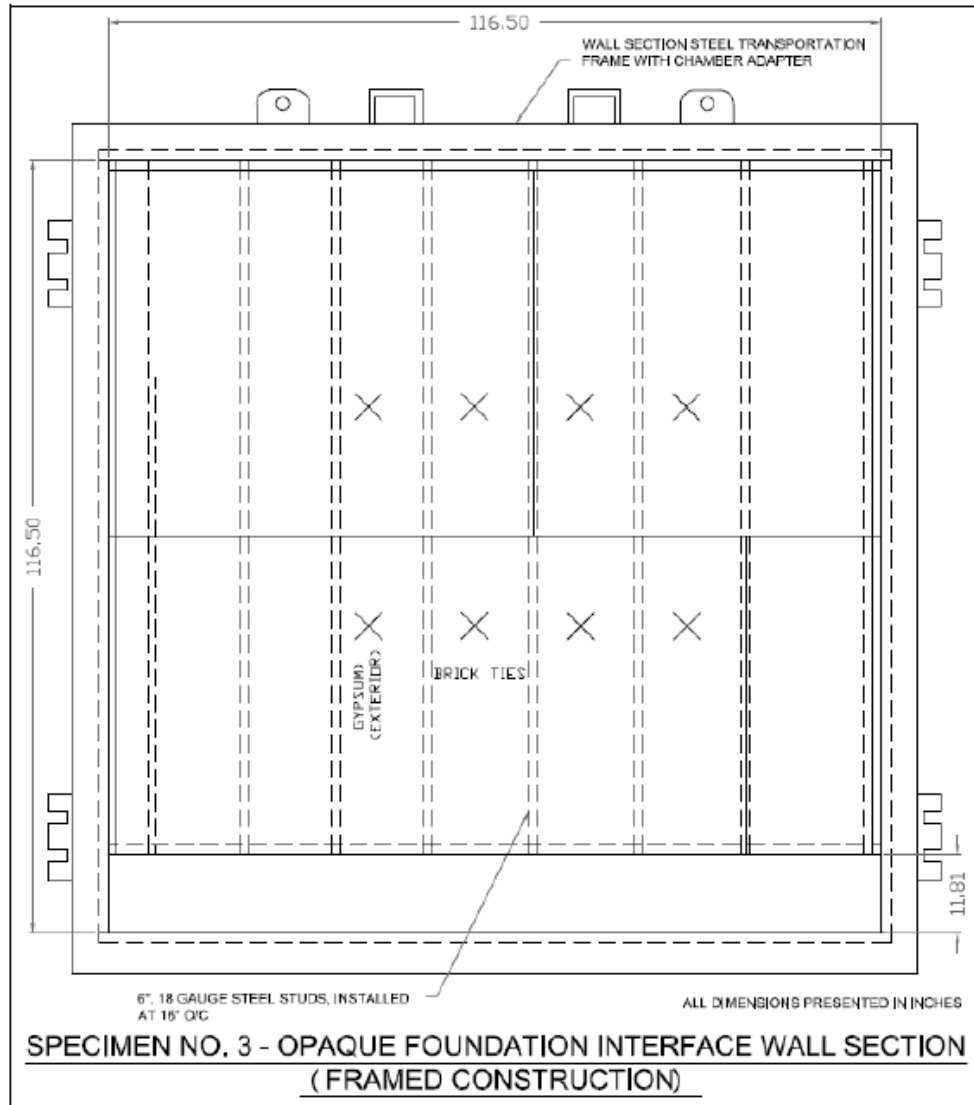 116.50
WALL SECTION STEEL TRANSPORTATION
FRAME WITH CHAMBER ADAPTER
116.50
GYPSUM)
(EXTERIOR)
BRICK TIES
11.81
6", 18 GAUGE STEEL STUDS, INSTALLED
AT 16" O/C
ALL DIMENSIONS PRESENTED IN INCHES
SPECIMEN NO. 3 - OPAQUE FOUNDATION INTERFACE WALL SECTION
( FRAMED CONSTRUCTION)